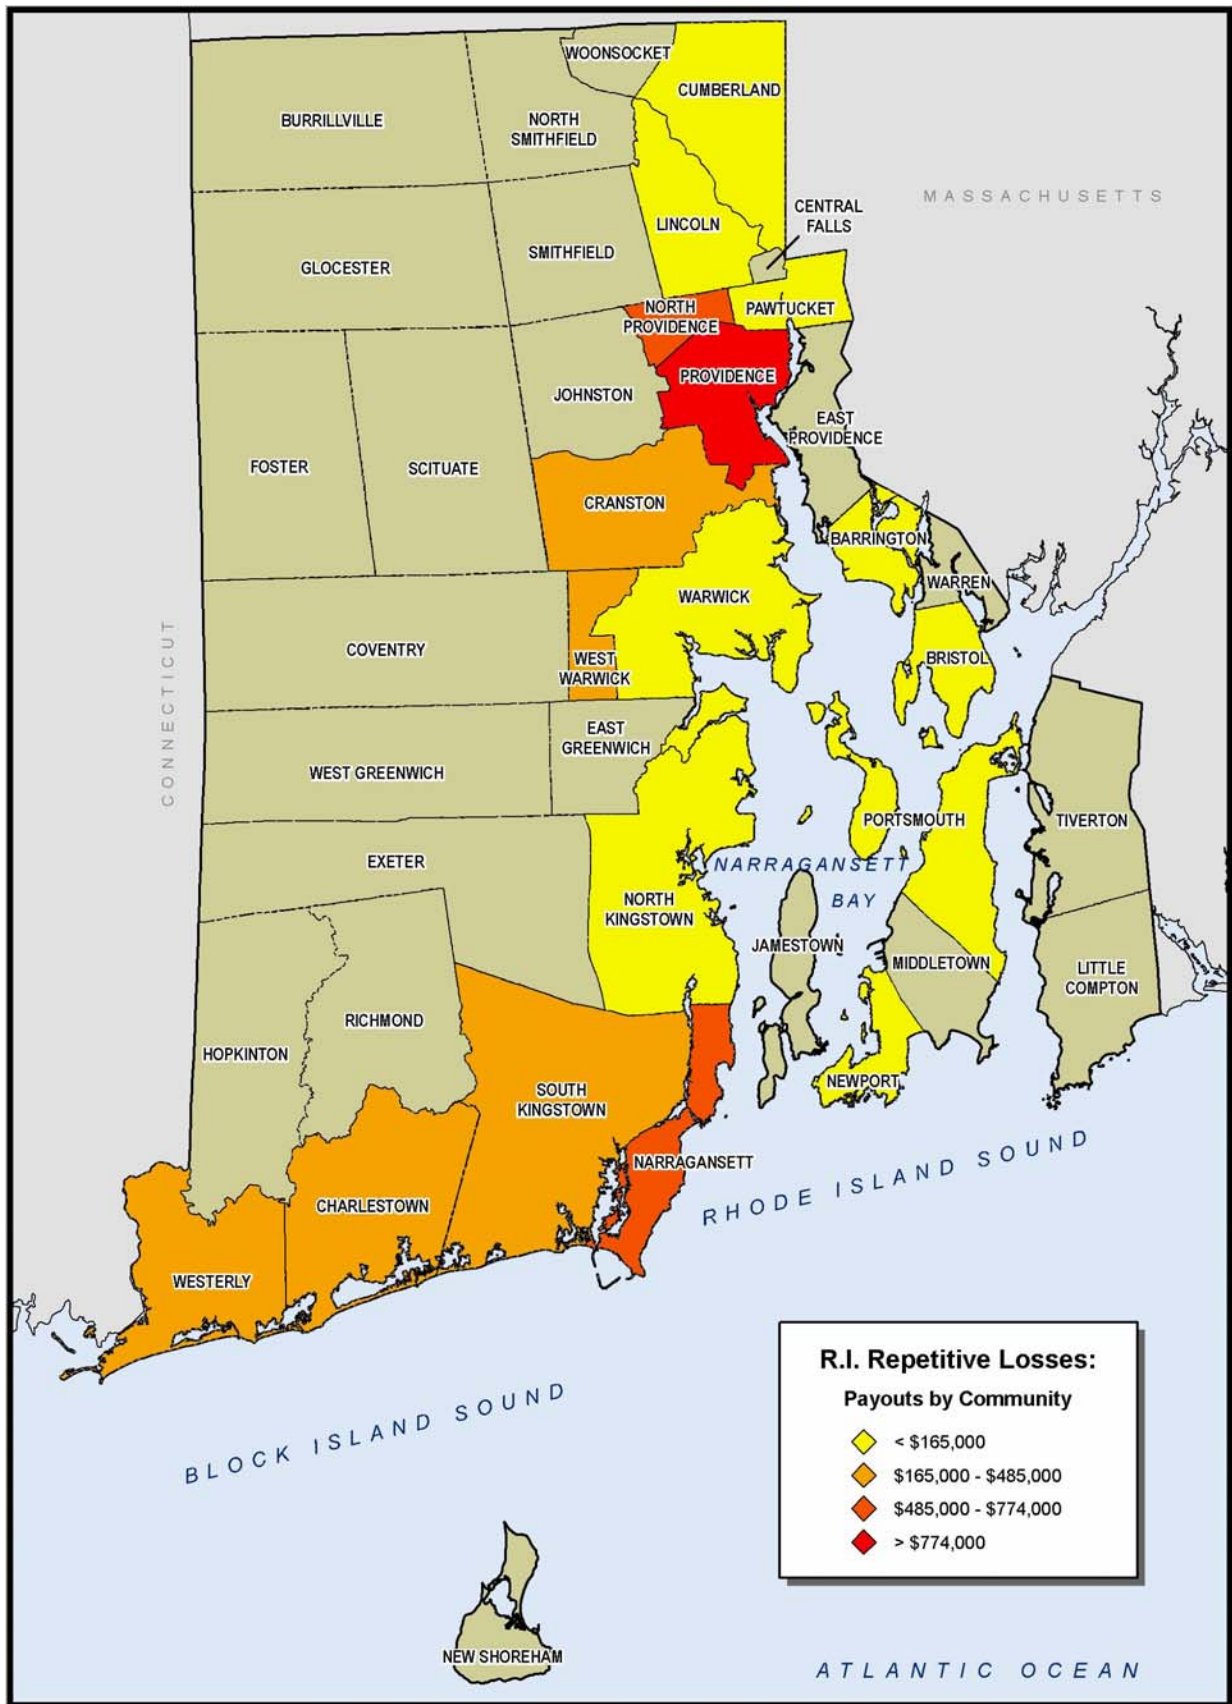 WOONSOCKET
CUMBERLAND
BURRILLVILLE
NORTH
SMITHFIELD
MASSACHUSETTS
CENTRAL
FALLS
LINCOLN
SMITHFIELD
GLOCESTER
NORTH
PROVIDENCE
PAWTUCKET
PROVIDENCE
JOHNSTON
EAST
PROVIDENCE
FOSTER
SCITUATE
CRANSTON
BARRINGTON
WARREN
WARWICK
CONNECTICUT
COVENTRY
WEST
WARWICK
BRISTOL
EAST
GREENWICH
WEST GREENWICH
PORTSMOUTH
TIVERTON
EXETER
NARRAGANSETT
BAY
NORTH
KINGSTOWN
JAMESTOWN
MIDDLETOWN
LITTLE
COMPTON
RICHMOND
HOPKINTON
SOUTH
KINGSTOWN
NEWPORT
NARRAGANSETT
RHODE ISLAND SOUND
CHARLESTOWN
WESTERLY
R.I. Repetitive Losses:
Payouts by Community
< $165,000
$165,000 - $485,000
$485,000 - $774,000
> $774,000
BLOCK ISLAND SOUND
NEW SHOREHAM
ATLANTIC OCEAN